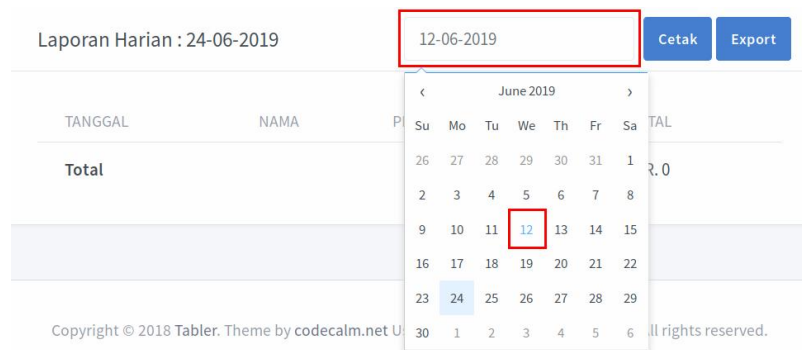 Laporan Harian : 24-06-2019
12-06-2019
Cetak
Export
‹ June 2019 ›
Su Mo Tu We Th Fr Sa
26 27 28 29 30 31 1
2 3 4 5 6 7 8
9 10 11 12 13 14 15
16 17 18 19 20 21 22
23 24 25 26 27 28 29
30 1 2 3 4 5 6
TANGGAL NAMA
Total
0
Copyright © 2018 Tabler. Theme by codecalm.net
rights reserved.